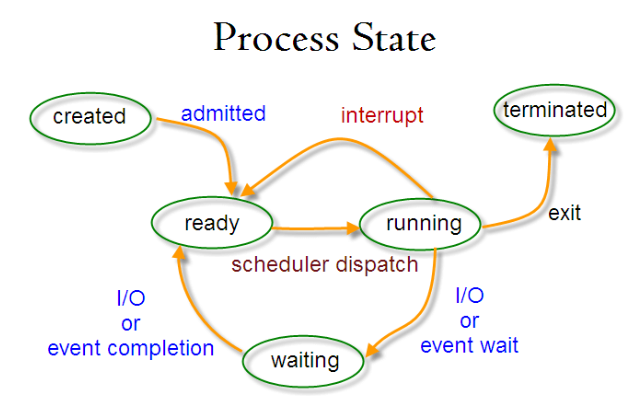 Process State
created
admitted
interrupt
terminated
ready
running
exit
scheduler dispatch
I/O
or
event completion
I/O
or
event wait
waiting